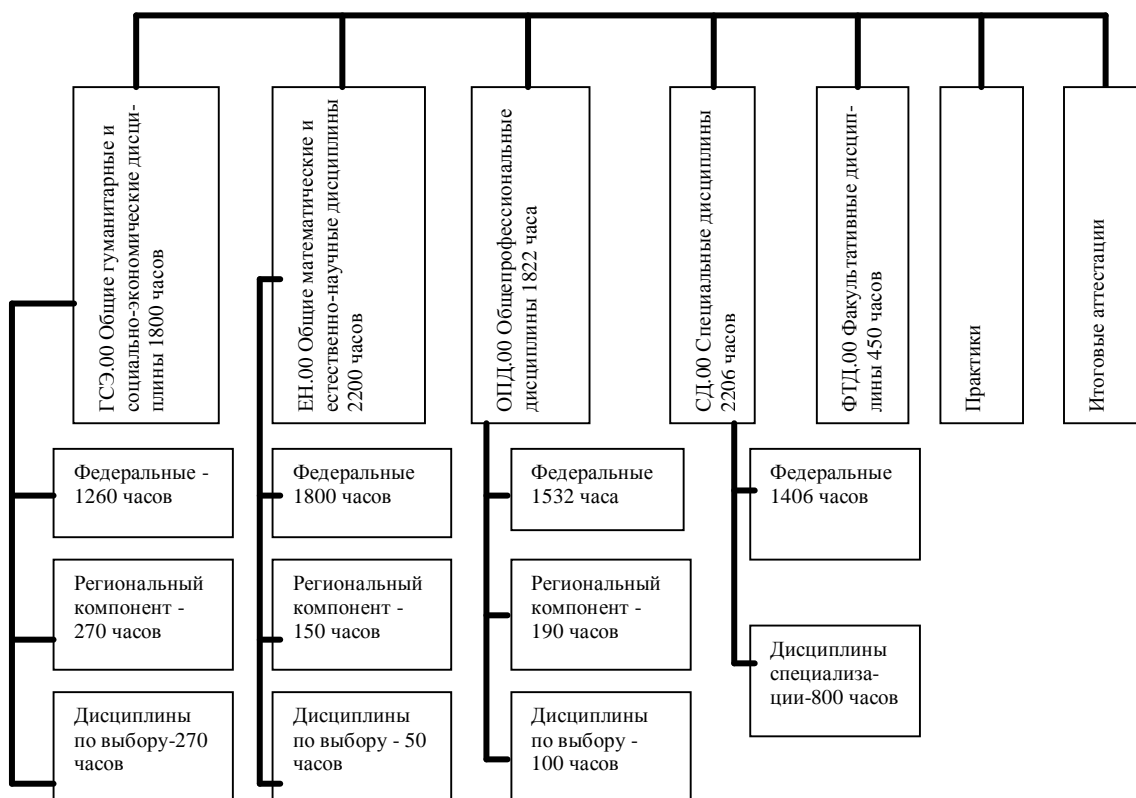 ГСЭ.00 Общие гуманитарные и
социально-экономические дисци-
плины 1800 часов
ЕН.00 Общие математические и
естественно-научные дисциплины
2200 часов
ОПД.00 Общепрофессиональные
дисциплины 1822 часа
СД.00 Специальные дисциплины
2206 часов
ФТД.00 Факультативные дисцип-
лины 450 часов
Практики
Итоговые аттестации
Федеральные -
1260 часов
Федеральные
1800 часов
Федеральные
1532 часа
Федеральные
1406 часов
Региональный
компонент -
270 часов
Региональный
компонент -
150 часов
Региональный
компонент -
190 часов
Дисциплины
специализа-
ции-800 часов
Дисциплины
по выбору-270
часов
Дисциплины
по выбору - 50
часов
Дисциплины
по выбору -
100 часов